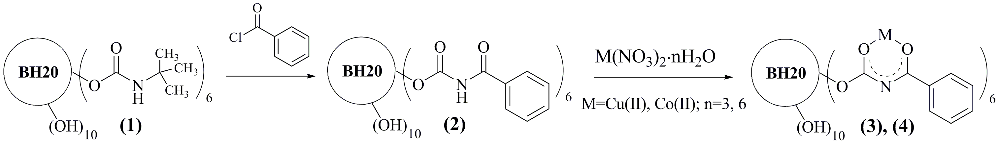 BH20
O
O
N
H
CH3
CH3
CH3
6
(OH)10
(1)
O
Cl
BH20
O
O
N
H
O
6
(OH)10
(2)
M(NO3)2·nH2O
M=Cu(II), Co(II); n=3, 6
BH20
O
O
M
O
N
6
(OH)10
(3), (4)